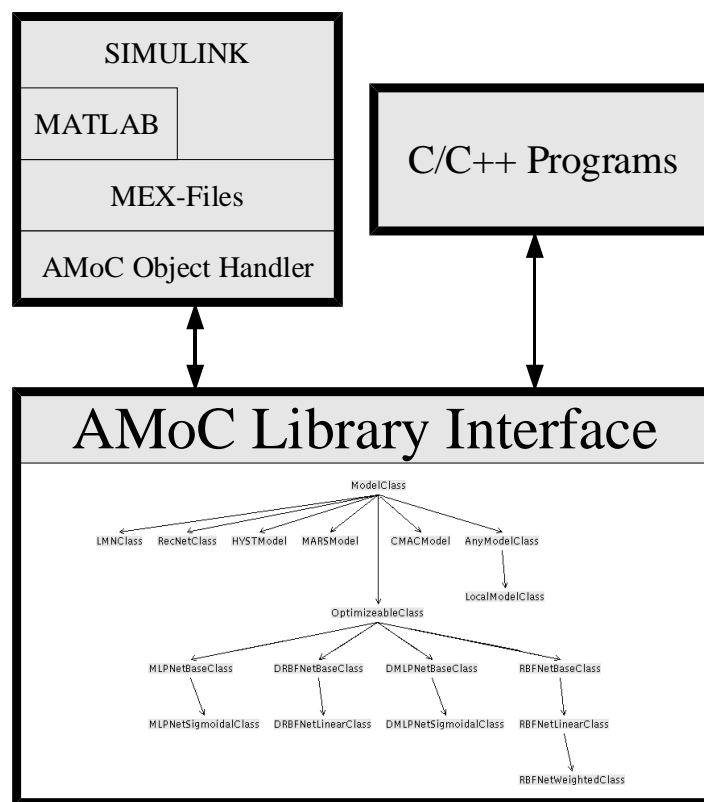 SIMULINK
MATLAB
MEX-Files
AMoC Object Handler
C/C++ Programs
AMoC Library Interface
ModelClass
LMNClass RecNetClass HYSTModel MARSModel CMACModel AnyModelClass
LocalModelClass
OptimizeableClass
MLPNetBaseClass DRBFNetBaseClass DMLPNetBaseClass RBFNetBaseClass
MLPNetSigmoidalClass DRBFNetLinearClass DMLPNetSigmoidalClass RBFNetLinearClass
RBFNetWeightedClass